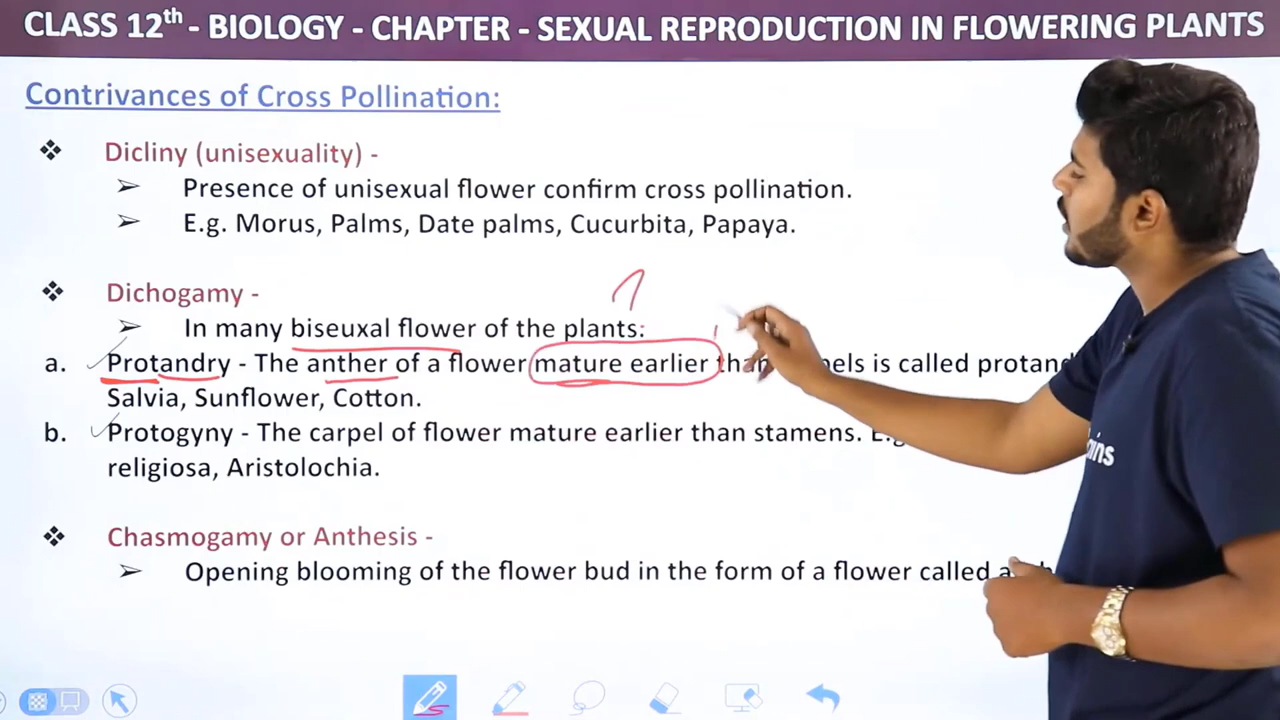 CLASS 12th - BIOLOGY - CHAPTER - SEXUAL REPRODUCTION IN FLOWERING PLANTS
Contrivances of Cross Pollination:
❖ Dicliny (unisexuality) -
➢ Presence of unisexual flower confirm cross pollination.
➢ E.g. Morus, Palms, Date palms, Cucurbita, Papaya.
❖ Dichogamy -
➢ In many biseuxal flower of the plants:
a. Protandry - The anther of a flower mature earlier than is called
Salvia, Sunflower, Cotton.
b. Protogyny - The carpel of flower mature earlier than stamens.
religiosa, Aristolochia.
❖ Chasmogamy or Anthesis -
➢ Opening blooming of the flower bud in the form of a flower called